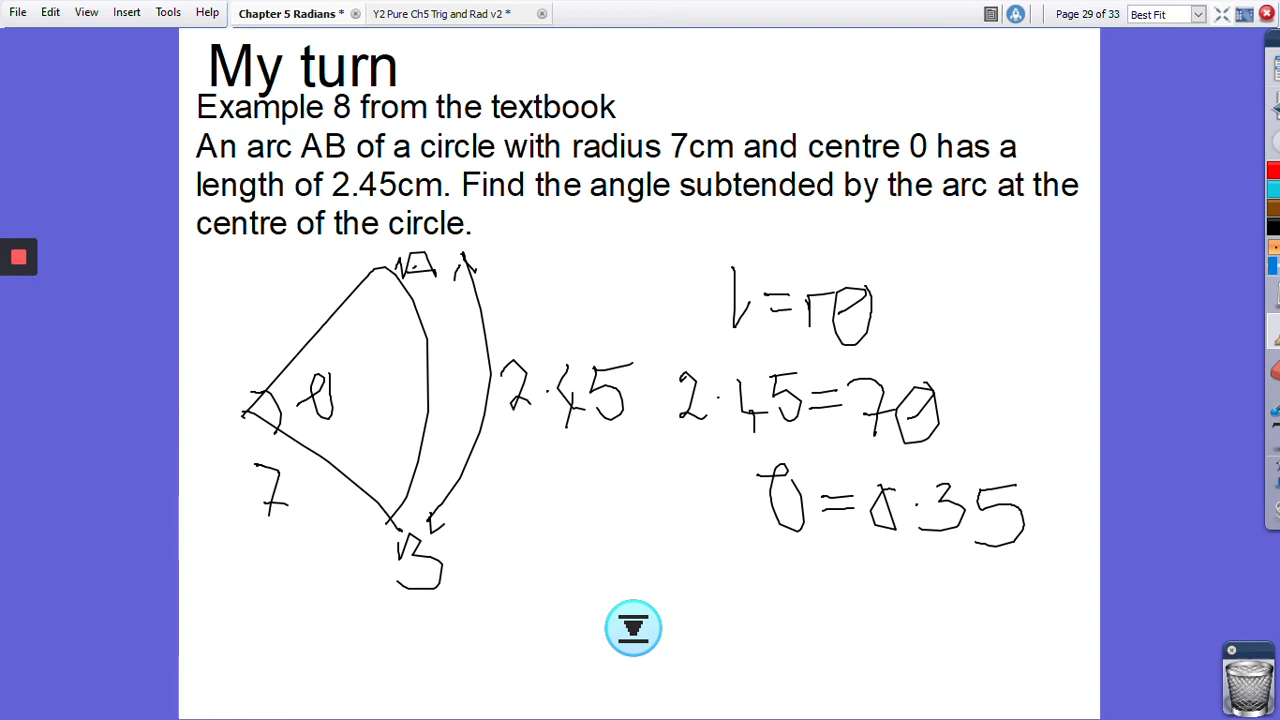 File Edit View Insert Tools Help Chapter 5 Radians * Y2 Pure Ch5 Trig and Rad v2 * Page 29 of 33 Best Fit
My turn
Example 8 from the textbook
An arc AB of a circle with radius 7cm and centre 0 has a
length of 2.45cm. Find the angle subtended by the arc at the
centre of the circle.
A
l=rθ
θ
2.45
2.45=7θ
7
θ=0.35
B